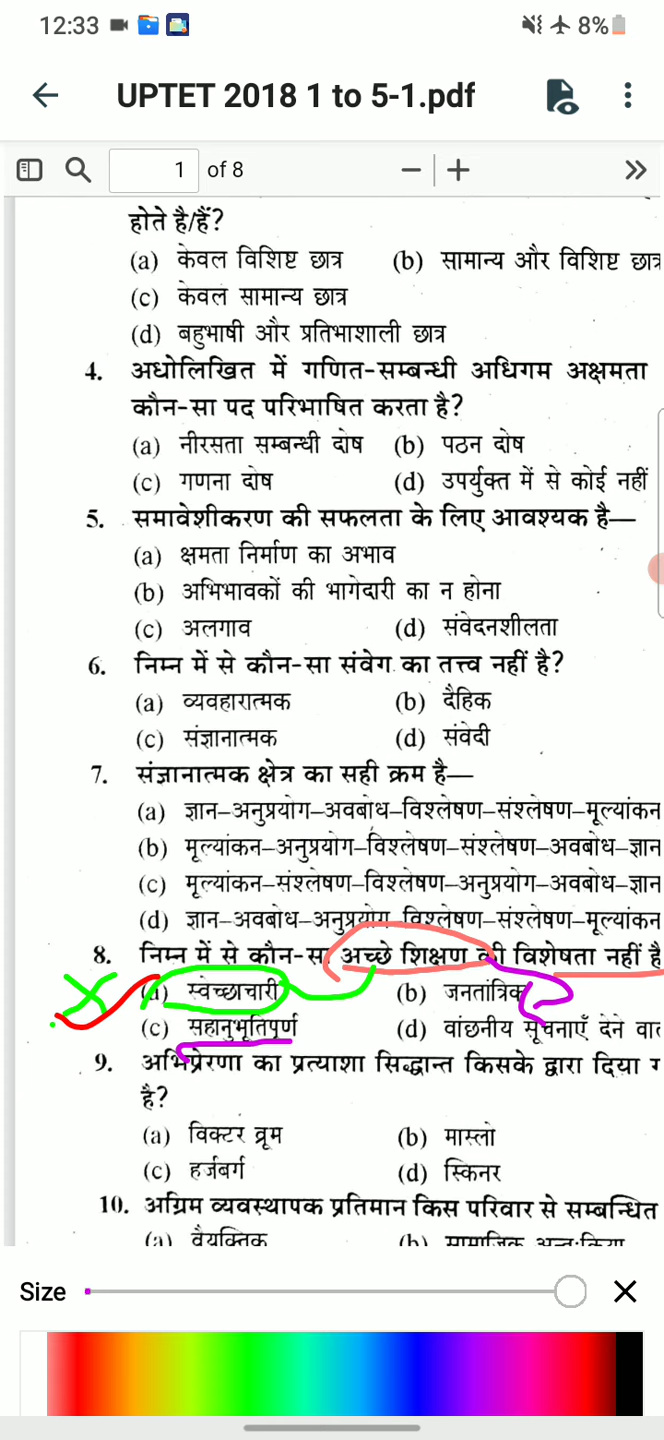 12:33 8%
UPTET 2018 1 to 5-1.pdf
1 of 8
होते है/हैं?
(a) केवल विशिष्ट छात्र (b) सामान्य और विशिष्ट छात्र
(c) केवल सामान्य छात्र
(d) बहुभाषी और प्रतिभाशाली छात्र
4. अधोलिखित में गणित-सम्बन्धी अधिगम अक्षमता
कौन-सा पद परिभाषित करता है?
(a) नीरसता सम्बन्धी दोष (b) पठन दोष
(c) गणना दोष (d) उपर्युक्त में से कोई नहीं
5. समावेशीकरण की सफलता के लिए आवश्यक है—
(a) क्षमता निर्माण का अभाव
(b) अभिभावकों की भागेदारी का न होना
(c) अलगाव (d) संवेदनशीलता
6. निम्न में से कौन-सा संवेग का तत्त्व नहीं है?
(a) व्यवहारात्मक (b) दैहिक
(c) संज्ञानात्मक (d) संवेदी
7. संज्ञानात्मक क्षेत्र का सही क्रम है—
(a) ज्ञान–अनुप्रयोग–अवबोध–विश्लेषण–संश्लेषण–मूल्यांकन
(b) मूल्यांकन–अनुप्रयोग–विश्लेषण–संश्लेषण–अवबोध–ज्ञान
(c) मूल्यांकन–संश्लेषण–विश्लेषण–अनुप्रयोग–अवबोध–ज्ञान
(d) ज्ञान–अवबोध–अनुप्रयोग–विश्लेषण–संश्लेषण–मूल्यांकन
8. निम्न में से कौन-सा अच्छे शिक्षण की विशेषता नहीं है
(a) स्वेच्छाचारी (b) जनतांत्रिक
(c) सहानुभूतिपूर्ण (d) वांछनीय सूचनाएँ देने
9. अभिप्रेरणा का प्रत्याशा सिद्धान्त किसके द्वारा दिया
है?
(a) विक्टर व्रूम (b) मास्लो
(c) हर्जबर्ग (d) स्किनर
10. अग्रिम व्यवस्थापक प्रतिमान किस परिवार से सम्बन्धित
(a) वैयक्तिक (b) सामाजिक अन्तःक्रिया
Size